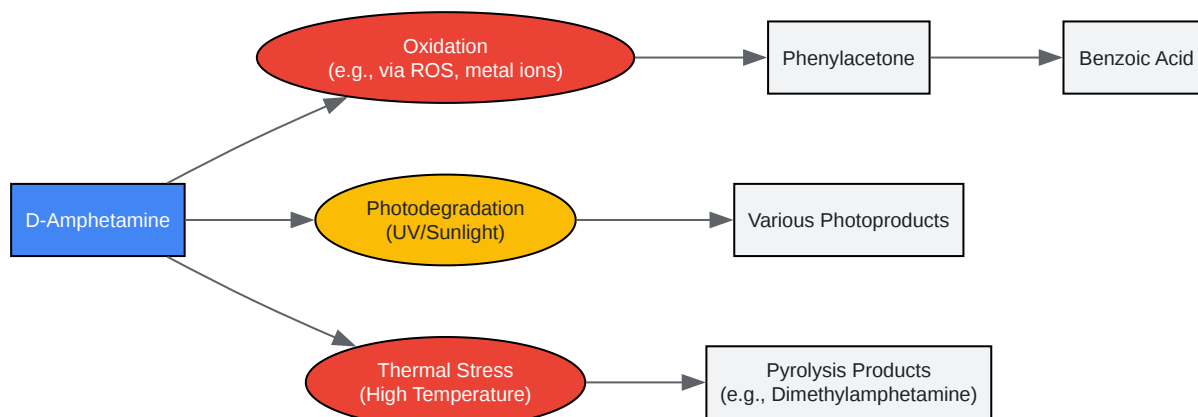 Oxidation
(e.g., via ROS, metal ions)
Phenylacetone
Benzoic Acid
D-Amphetamine
Photodegradation
(UV/Sunlight)
Various Photoproducts
Thermal Stress
(High Temperature)
Pyrolysis Products
(e.g., Dimethylamphetamine)